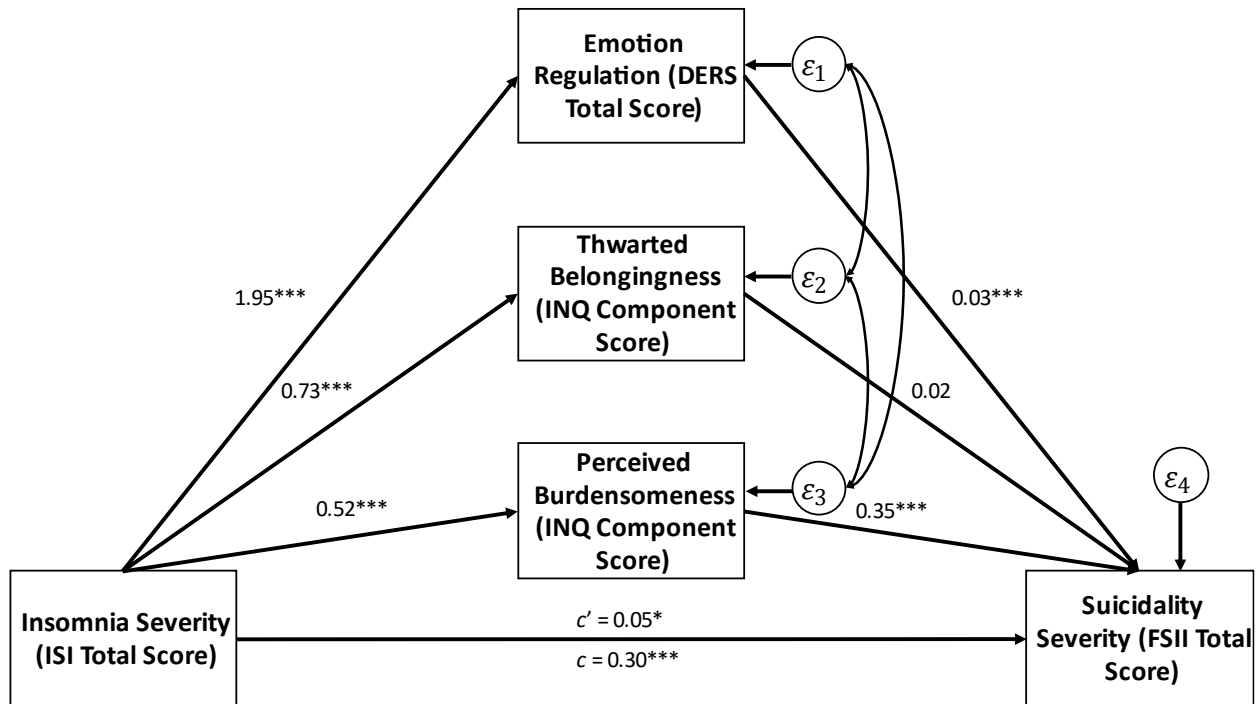 Emotion
Regulation (DERS
Total Score)
ε1
Thwarted
Belongingness
(INQ Component
Score)
ε2
1.95***
0.03***
0.73***
0.02
Perceived
Burdensomeness
(INQ Component
Score)
ε3
ε4
0.52***
0.35***
Insomnia Severity
(ISI Total Score)
c’ = 0.05*
c = 0.30***
Suicidality
Severity (FSII Total
Score)